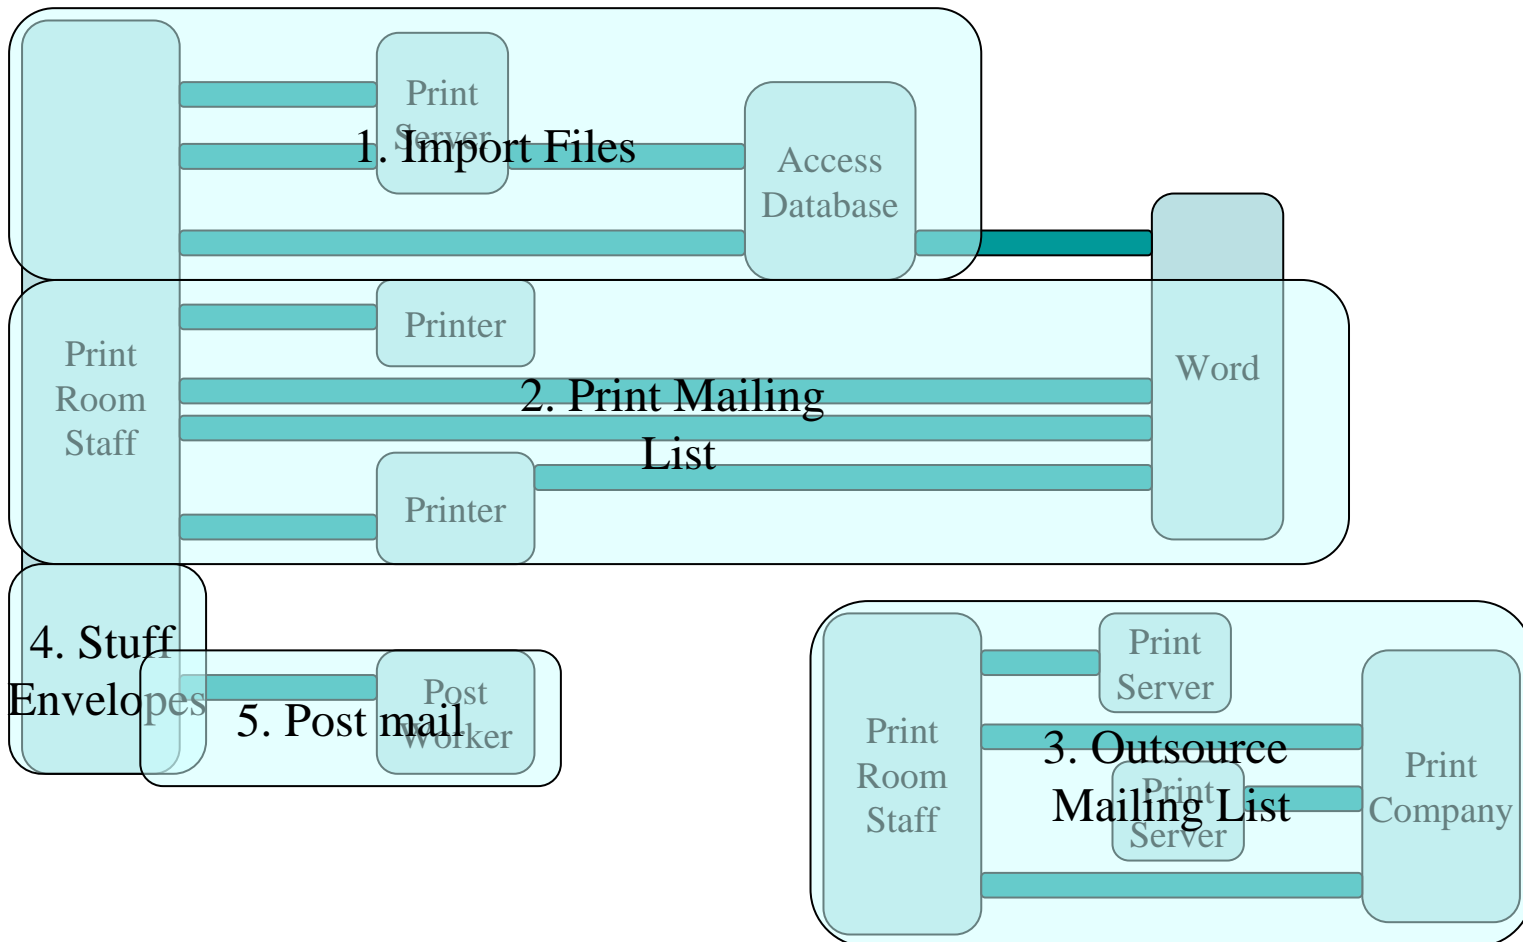 Print
Server
1. Import Files
Access
Database
Printer
Print
Room
Staff
Word
2. Print Mailing
List
Printer
4. Stuff
Envelopes
Post
Worker
5. Post mail
Print
Server
Print
Room
Staff
3. Outsource
Mailing List
Print
Server
Print
Company